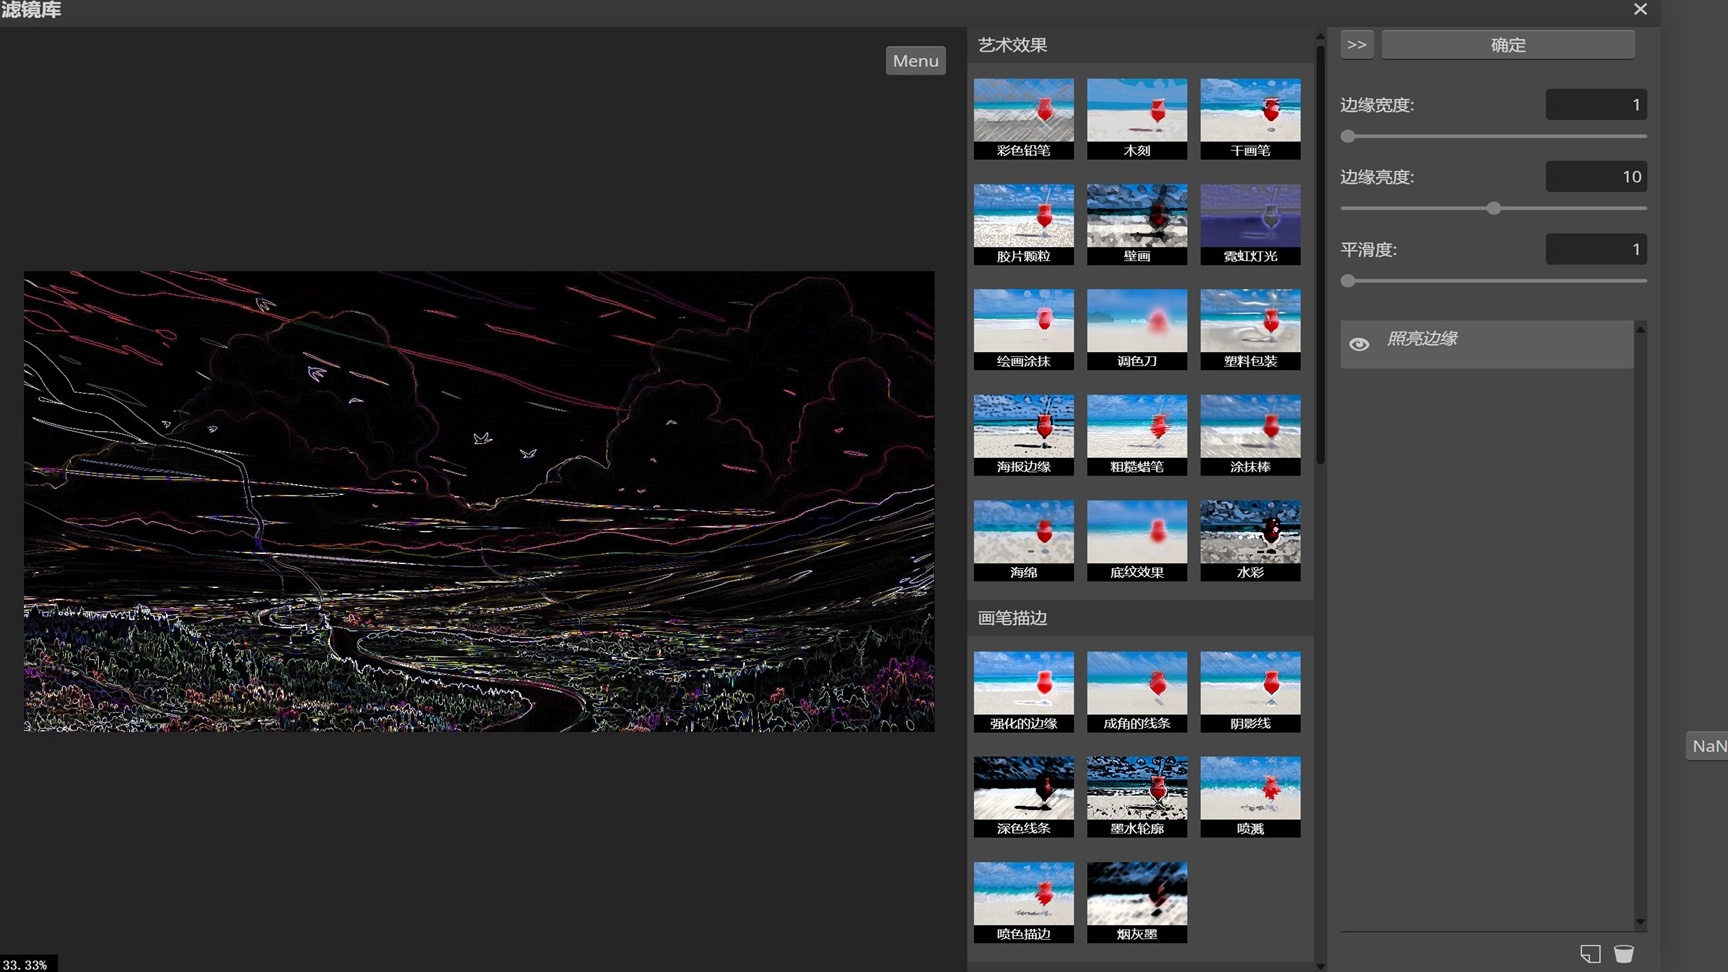 滤镜库
Menu
艺术效果
彩色铅笔
木刻
干画笔
胶片颗粒
壁画
霓虹灯光
绘画涂抹
调色刀
塑料包装
海报边缘
粗糙蜡笔
涂抹棒
海绵
底纹效果
水彩
画笔描边
强化的边缘
成角的线条
阴影线
深色线条
墨水轮廓
喷溅
喷色描边
烟灰墨
>>
确定
边缘宽度:
1
边缘亮度:
10
平滑度:
1
照亮边缘
NaN
33.33%